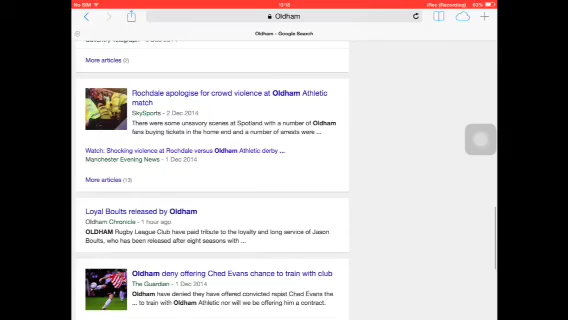 No SIM
13:18
iRec (Recording)
62%
Oldham
Oldham - Google Search
More articles (2)
Rochdale apologise for crowd violence at Oldham Athletic
match
SkySports - 2 Dec 2014
There were some unsavory scenes at Spotland with a number of Oldham
fans buying tickets in the home end and a number of arrests were ...
Watch: Shocking violence at Rochdale versus Oldham Athletic derby ...
Manchester Evening News - 1 Dec 2014
More articles (13)
Loyal Boults released by Oldham
Oldham Chronicle - 1 hour ago
OLDHAM Rugby League Club have paid tribute to the loyalty and long service of Jason
Boults, who has been released after eight seasons with ...
Oldham deny offering Ched Evans chance to train with club
The Guardian - 1 Dec 2014
Oldham have denied they have offered convicted rapist Ched Evans the
... to train with Oldham Athletic nor will we be offering him a contract.